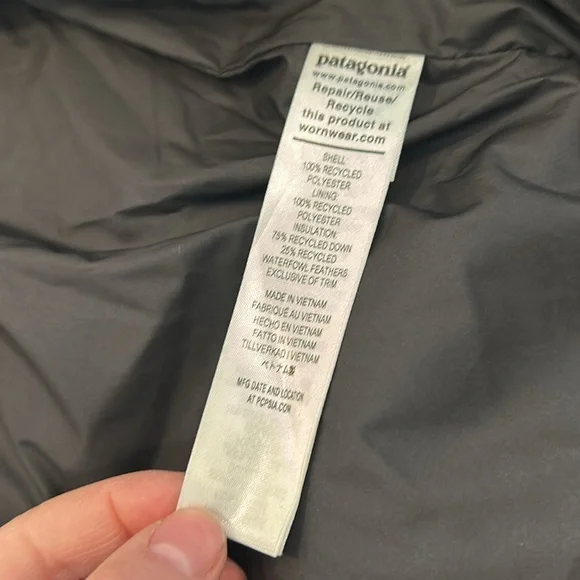 patagonia
www.patagonia.com
Repair/Reuse/
Recycle
this product at
wornwear.com
SHELL:
100% RECYCLED
POLYESTER
LINING:
100% RECYCLED
POLYESTER
INSULATION:
75% RECYCLED DOWN
25% RECYCLED
WATERFOWL FEATHERS
EXCLUSIVE OF TRIM
MADE IN VIETNAM
FABRIQUÉ AU VIETNAM
HECHO EN VIETNAM
FATTO IN VIETNAM
TILLVERKAD I VIETNAM
ベトナム製
MFG DATE AND LOCATION
AT PCPSIA.COM